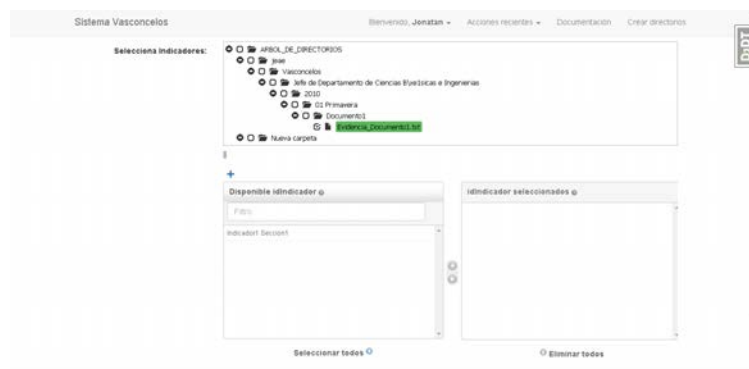 Sistema Vasconcelos
Bienvenido, Jonatan
Acciones recientes
Documentación
Crear directorios
DJDT
Selecciona Indicadores:
ARBOL_DE_DIRECTORIOS
jeae
Vasconcelos
Jefe de Departamento de Ciencias e Ingenierias
2010
01 Primavera
Documento1
Evidencia_Documento1.txt
Nueva carpeta
Disponible idIndicador
idIndicador seleccionados
Filtro
Indicador1 Seccion1
Seleccionar todos
Eliminar todos